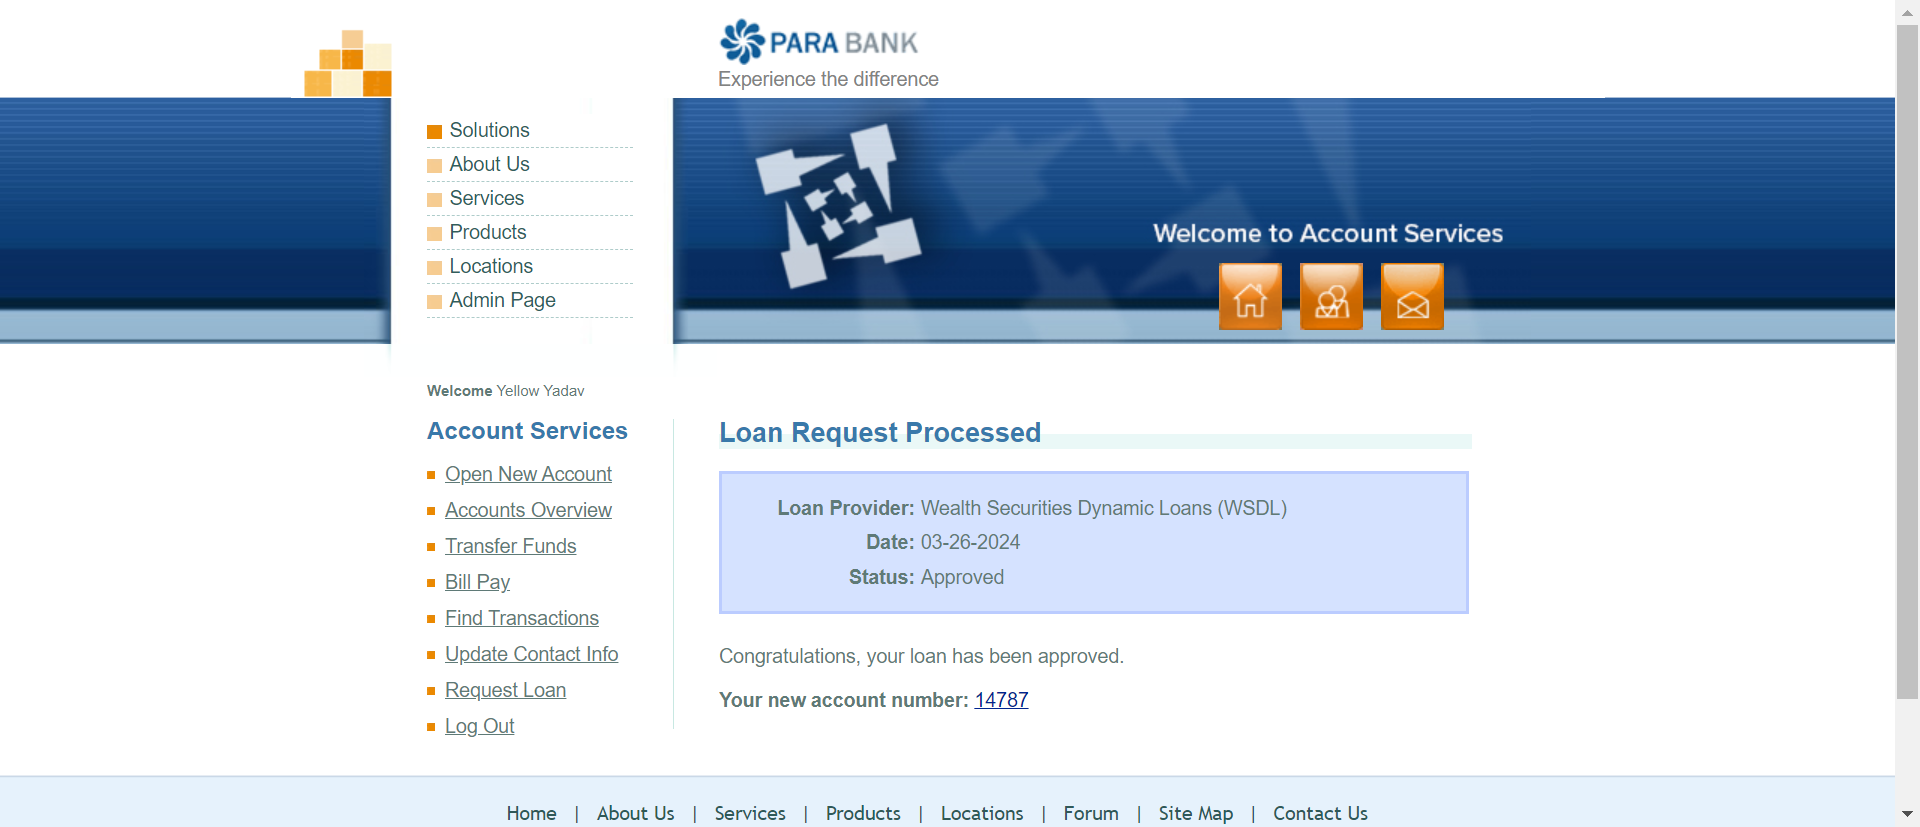 PARA BANK
Experience the difference
Solutions
About Us
Services
Products
Locations
Admin Page
Welcome to Account Services
Welcome Yellow Yadav
Account Services
Open New Account
Accounts Overview
Transfer Funds
Bill Pay
Find Transactions
Update Contact Info
Request Loan
Log Out
Loan Request Processed
Loan Provider: Wealth Securities Dynamic Loans (WSDL)
Date: 03-26-2024
Status: Approved
Congratulations, your loan has been approved.
Your new account number: 14787
Home | About Us | Services | Products | Locations | Forum | Site Map | Contact Us